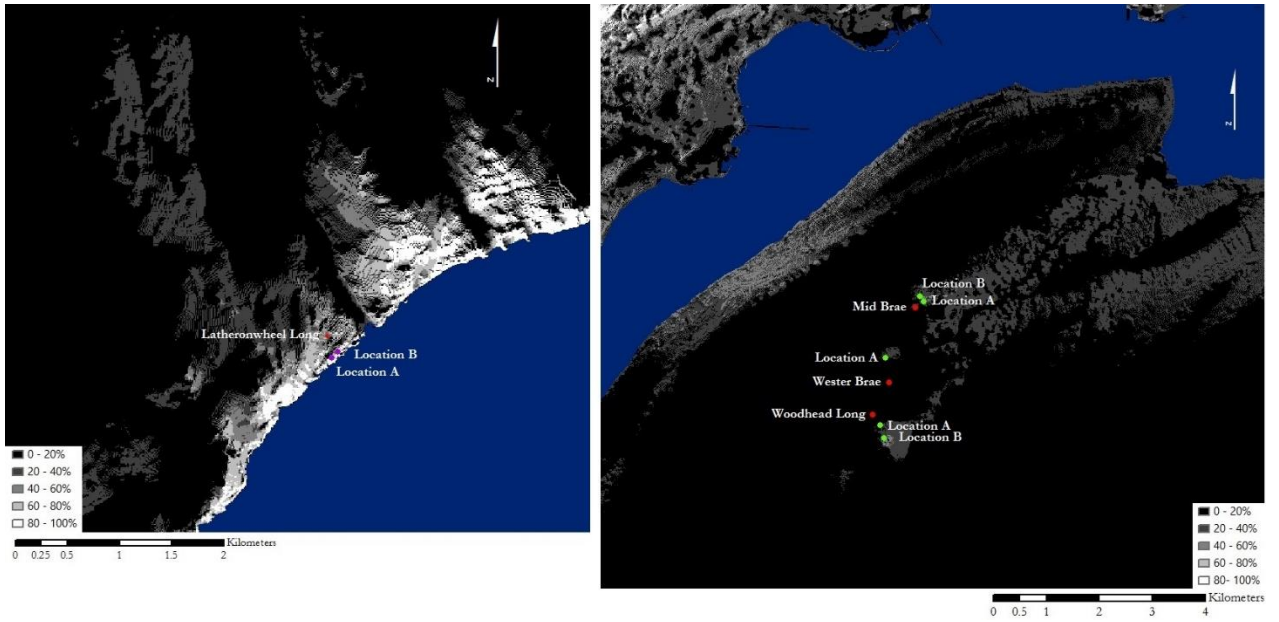 N
Latheronwheel Long
Location B
Location A
0 - 20%
20 - 40%
40 - 60%
60 - 80%
80 - 100%
Kilometers
0 0.25 0.5 1 1.5 2
N
Location B
Location A
Mid Brae
Location A
Wester Brae
Woodhead Long
Location A
Location B
0 - 20%
20 - 40%
40 - 60%
60 - 80%
80- 100%
Kilometers
0 0.5 1 2 3 4